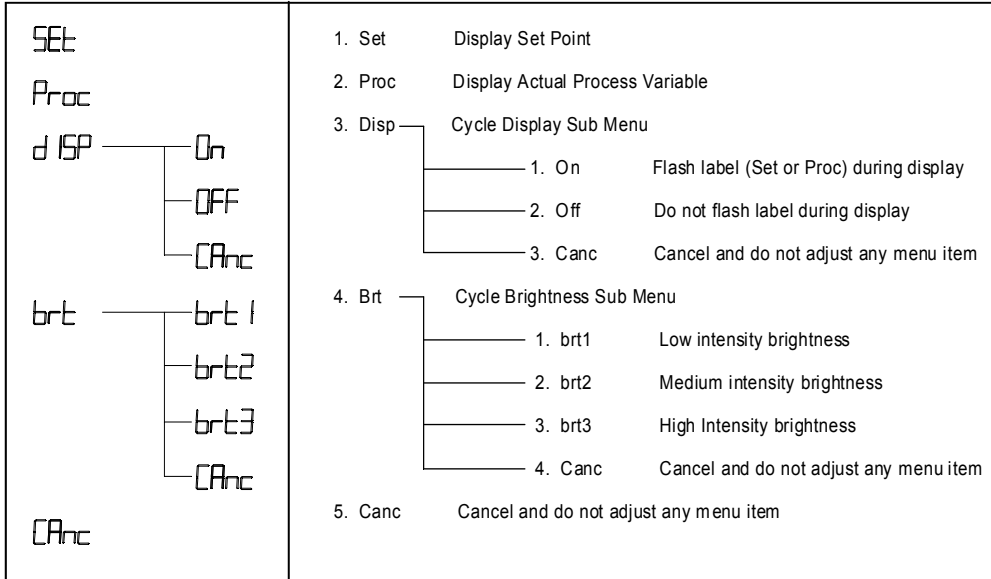 SEt
Proc
dISP
On
OFF
CAnc
brt
brt1
brt2
brt3
CAnc
CAnc
1. Set Display Set Point
2. Proc Display Actual Process Variable
3. Disp Cycle Display Sub Menu
1. On Flash label (Set or Proc) during display
2. Off Do not flash label during display
3. Canc Cancel and do not adjust any menu item
4. Brt Cycle Brightness Sub Menu
1. brt1 Low intensity brightness
2. brt2 Medium intensity brightness
3. brt3 High Intensity brightness
4. Canc Cancel and do not adjust any menu item
5. Canc Cancel and do not adjust any menu item